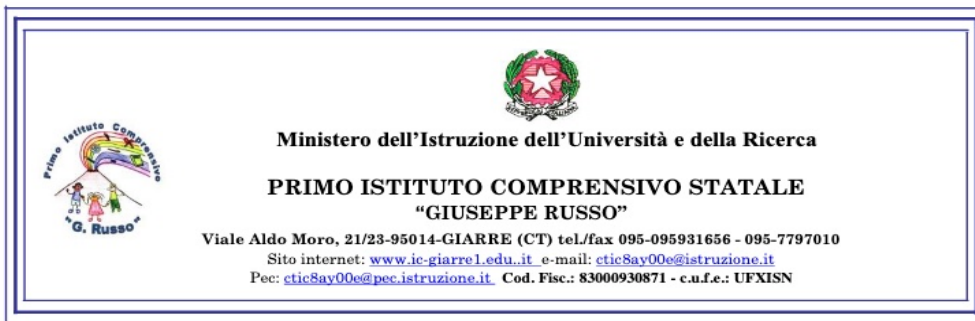 Ministero dell'Istruzione dell'Università e della Ricerca
Primo Istituto Comprensivo
"G. Russo"
PRIMO ISTITUTO COMPRENSIVO STATALE
"GIUSEPPE RUSSO"
Viale Aldo Moro, 21/23-95014-GIARRE (CT) tel./fax 095-095931656 - 095-7797010
Sito internet: www.ic-giarre1.edu..it e-mail: ctic8ay00e@istruzione.it
Pec: ctic8ay00e@pec.istruzione.it Cod. Fisc.: 83000930871 - c.u.f.e.: UFXISN